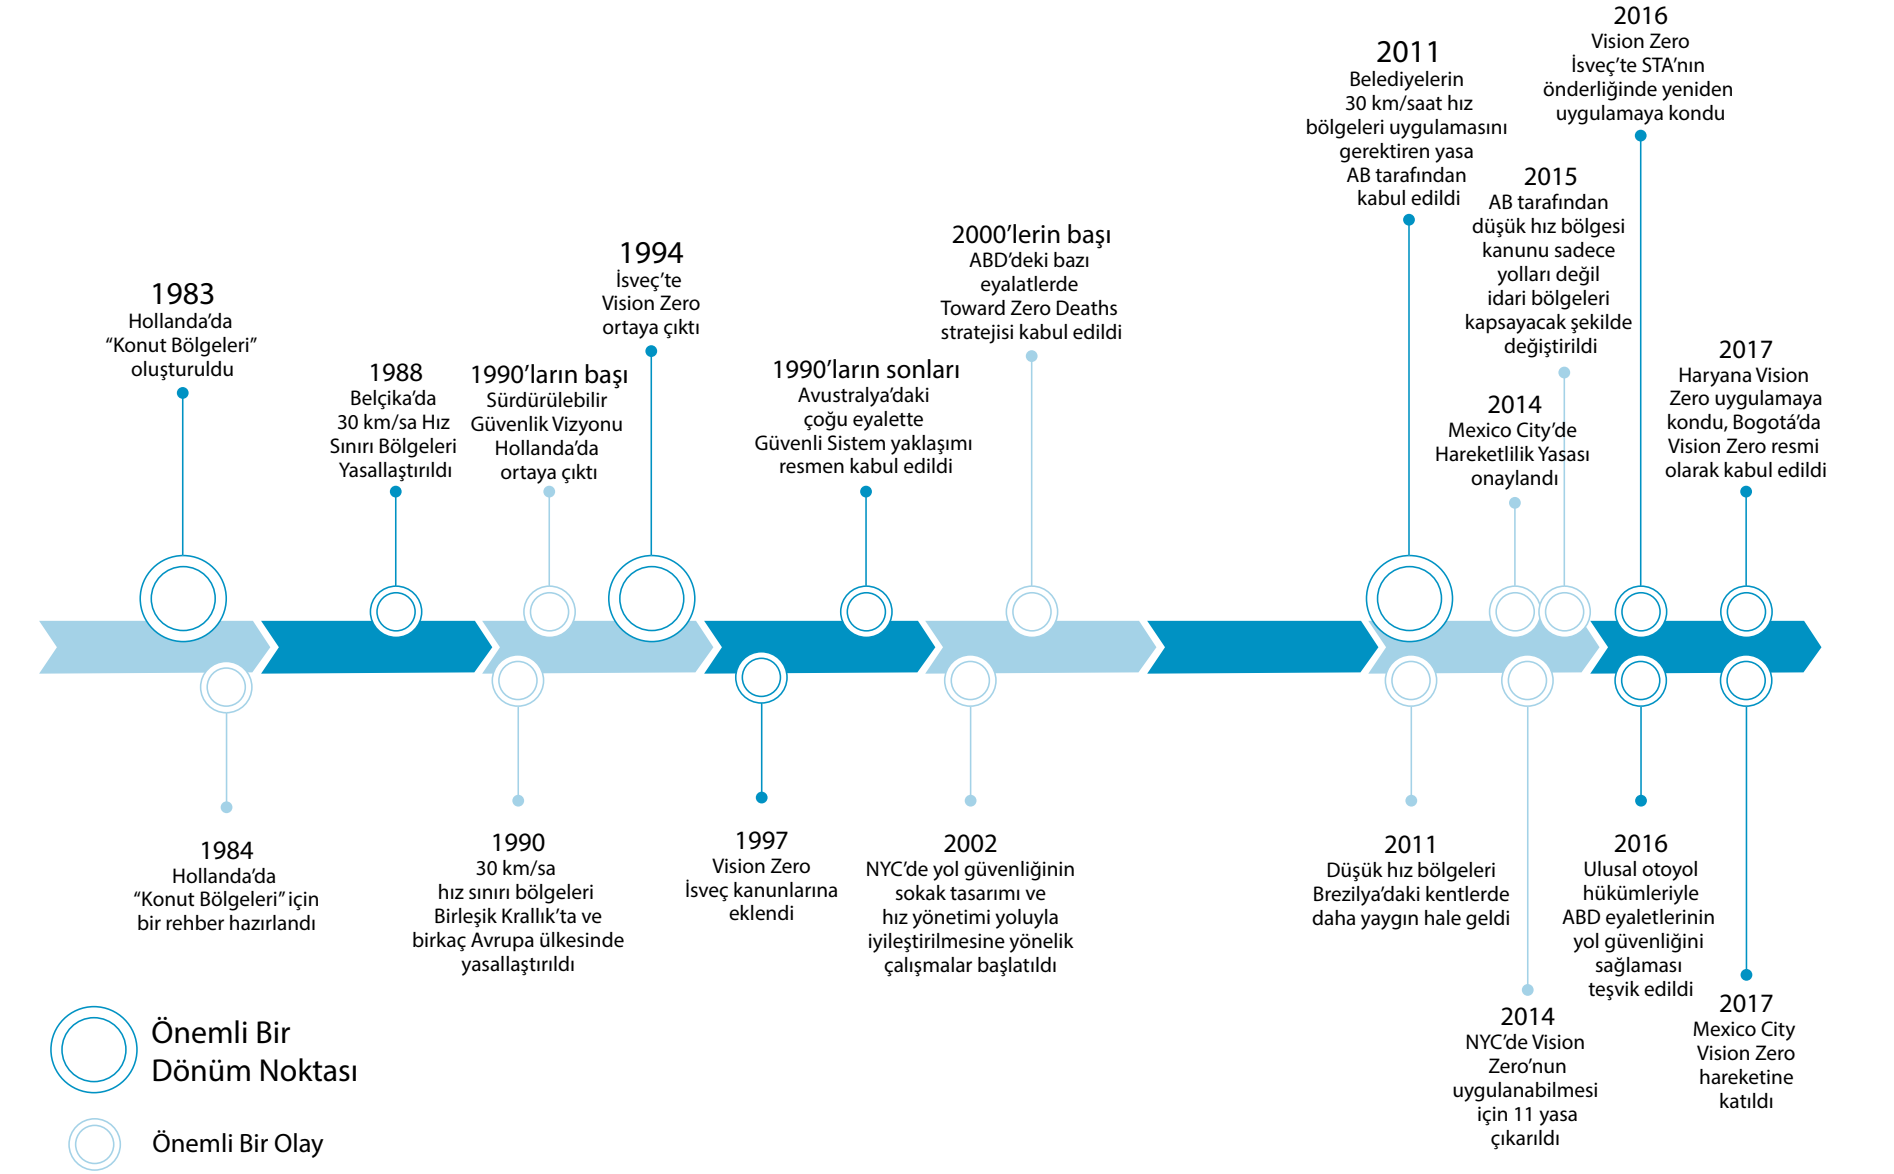 1983
Hollanda’da
“Konut Bölgeleri”
oluşturuldu
1988
Belçika’da
30 km/sa Hız
Sınırı Bölgeleri
Yasallaştırıldı
1990’ların başı
Sürdürülebilir
Güvenlik Vizyonu
Hollanda’da
ortaya çıktı
1994
İsveç’te
Vision Zero
ortaya çıktı
1990’ların sonları
Avustralya’daki
çoğu eyalette
Güvenli Sistem yaklaşımı
resmen kabul edildi
2000’lerin başı
ABD’deki bazı
eyalatlerde
Toward Zero Deaths
stratejisi kabul edildi
2011
Belediyelerin
30 km/saat hız
bölgeleri uygulamasını
gerektiren yasa
AB tarafından
kabul edildi
2014
Mexico City’de
Hareketlilik Yasası
onaylandı
2015
AB tarafından
düşük hız bölgesi
kanunu sadece
yolları değil
idari bölgeleri
kapsayacak şekilde
değiştirildi
2016
Vision Zero
İsveç’te STA’nın
önderliğinde yeniden
uygulamaya kondu
2017
Haryana Vision
Zero uygulamaya
kondu, Bogotá’da
Vision Zero resmi
olarak kabul edildi
1984
Hollanda’da
“Konut Bölgeleri” için
bir rehber hazırlandı
1990
30 km/sa
hız sınırı bölgeleri
Birleşik Krallık’ta ve
birkaç Avrupa ülkesinde
yasallaştırıldı
1997
Vision Zero
İsveç kanunlarına
eklendi
2002
NYC’de yol güvenliğinin
sokak tasarımı ve
hız yönetimi yoluyla
iyileştirilmesine yönelik
çalışmalar başlatıldı
2011
Düşük hız bölgeleri
Brezilya’daki kentlerde
daha yaygın hale geldi
2014
NYC’de Vision
Zero’nun
uygulanabilmesi
için 11 yasa
çıkarıldı
2016
Ulusal otoyol
hükümleriyle
ABD eyaletlerinin
yol güvenliğini
sağlaması
teşvik edildi
2017
Mexico City
Vision Zero
hareketine
katıldı
Önemli Bir
Dönüm Noktası
Önemli Bir Olay